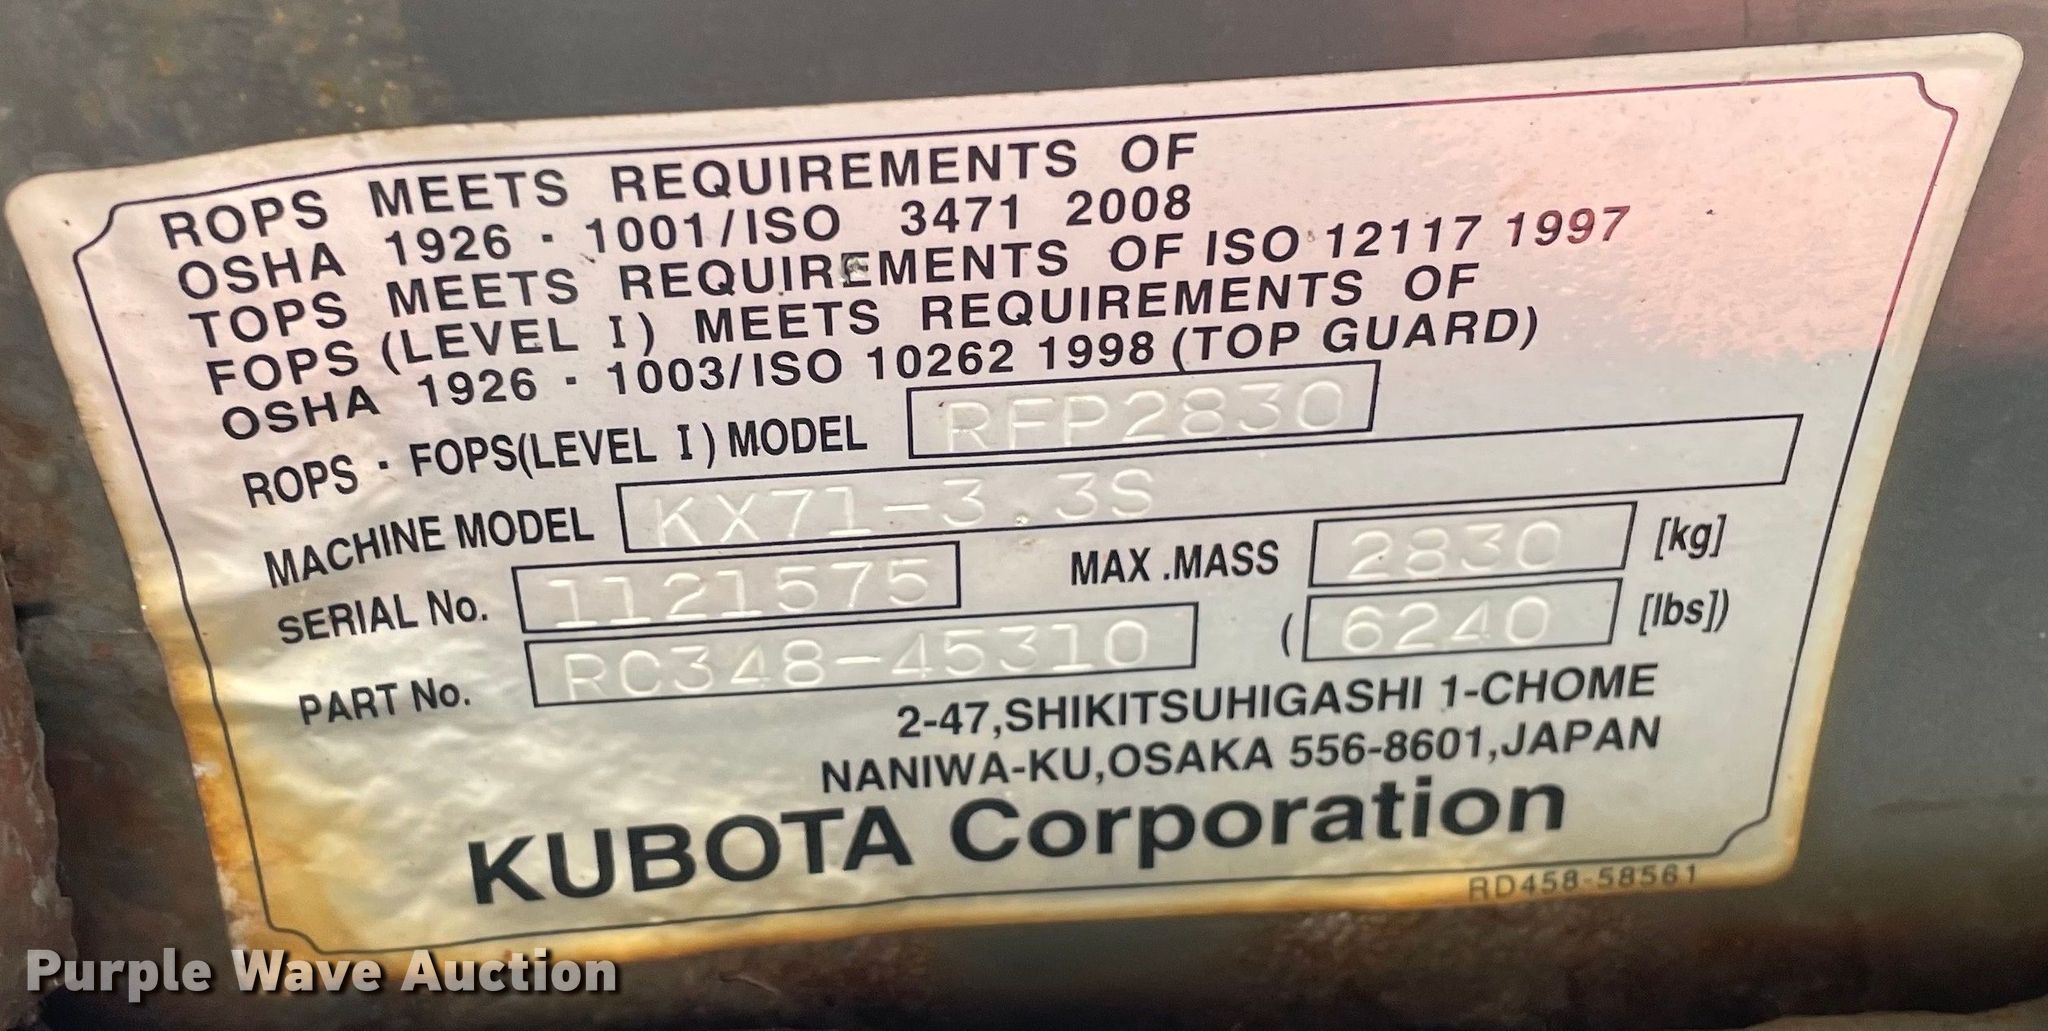 ROPS MEETS REQUIREMENTS OF
OSHA 1926 · 1001/ISO 3471 2008
TOPS MEETS REQUIREMENTS OF ISO 12117 1997
FOPS (LEVEL I) MEETS REQUIREMENTS OF
OSHA 1926 · 1003/ISO 10262 1998 (TOP GUARD)
ROPS · FOPS(LEVEL I) MODEL RFP2830
MACHINE MODEL KX71-3.3S
SERIAL No. 1121575 MAX .MASS 2830 [kg]
PART No. RC348-45310 ( 6240 [lbs])
2-47,SHIKITSUHIGASHI 1-CHOME
NANIWA-KU,OSAKA 556-8601,JAPAN
KUBOTA Corporation
RD458-58561
Purple Wave Auction